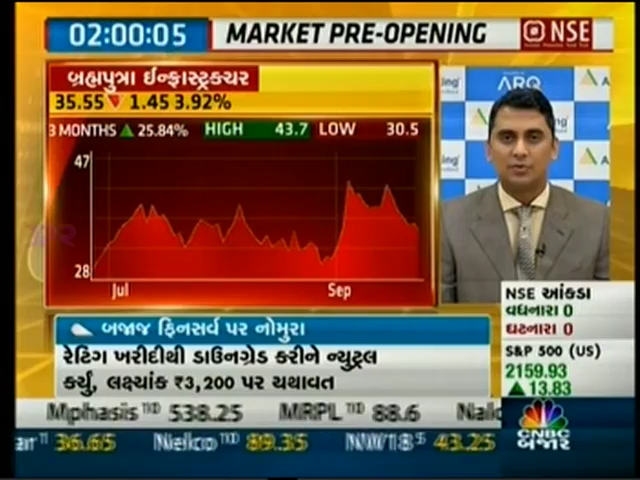 02:00:05
MARKET PRE-OPENING
NSE
બ્રહ્મપુત્રા ઈન્ફ્રાસ્ટ્રક્ચર
35.55 ▼ 1.45 3.92%
3 MONTHS ▲ 25.84% HIGH 43.7 LOW 30.5
47
28
Jul Sep
ARQ
NSE આંકડા
વધનારા 0
ઘટનારા 0
S&P 500 (US)
2159.93
▲ 13.83
બજાજ ફિનસર્વ પર નોમુરા
રેટિંગ ખરીદીથી ડાઉનગ્રેડ કરીને ન્યુટ્રલ
કર્યું, લક્ષ્યાંક ₹3,200 પર યથાવત
Mphasis 538.25 MRPL 88.6
36.65 Nelco 89.35 NW18 43.25
CNBC
બજાર